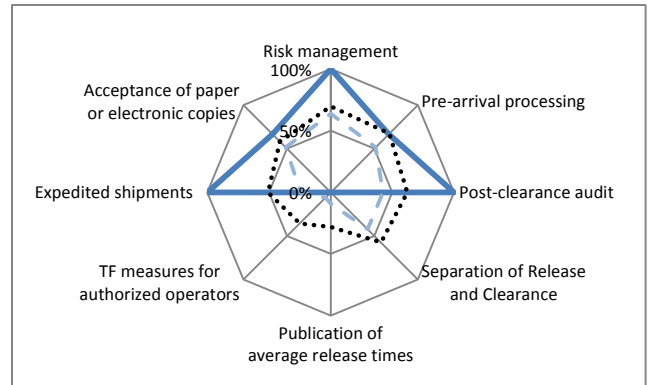 Risk management
100%
Acceptance of paper
or electronic copies
Pre-arrival processing
50%
Expedited shipments
0%
Post-clearance audit
TF measures for
authorized operators
Separation of Release
and Clearance
Publication of
average release times